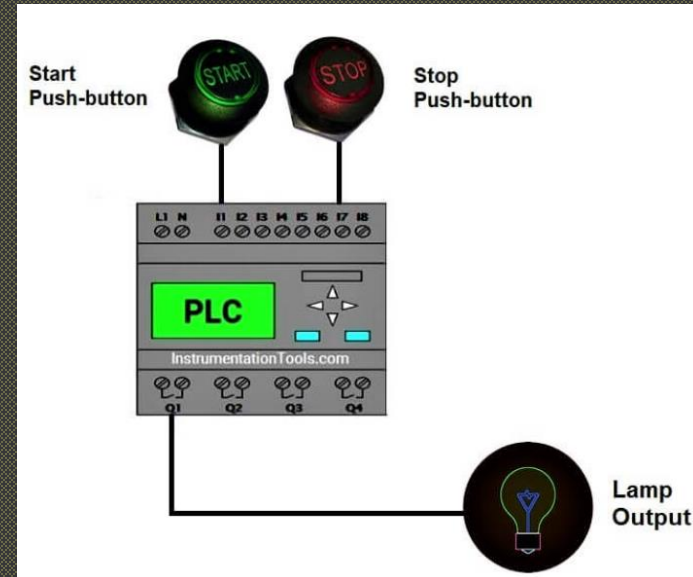 Start
Push-button
START
STOP
Stop
Push-button
L1 N I1 I2 I3 I4 I5 I6 I7 I8
PLC
InstrumentationTools.com
Q1 Q2 Q3 Q4
Lamp
Output